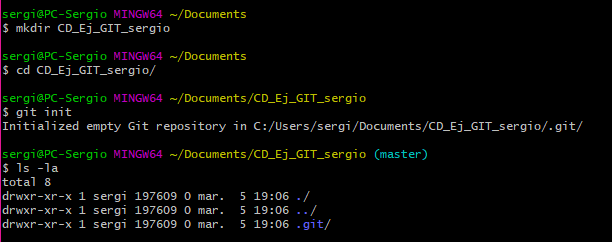 sergi@PC-Sergio MINGW64 ~/Documents
$ mkdir CD_Ej_GIT_sergio
sergi@PC-Sergio MINGW64 ~/Documents
$ cd CD_Ej_GIT_sergio/
sergi@PC-Sergio MINGW64 ~/Documents/CD_Ej_GIT_sergio
$ git init
Initialized empty Git repository in C:/Users/sergi/Documents/CD_Ej_GIT_sergio/.git/
sergi@PC-Sergio MINGW64 ~/Documents/CD_Ej_GIT_sergio (master)
$ ls -la
total 8
drwxr-xr-x 1 sergi 197609 0 mar.  5 19:06 ./
drwxr-xr-x 1 sergi 197609 0 mar.  5 19:06 ../
drwxr-xr-x 1 sergi 197609 0 mar.  5 19:06 .git/